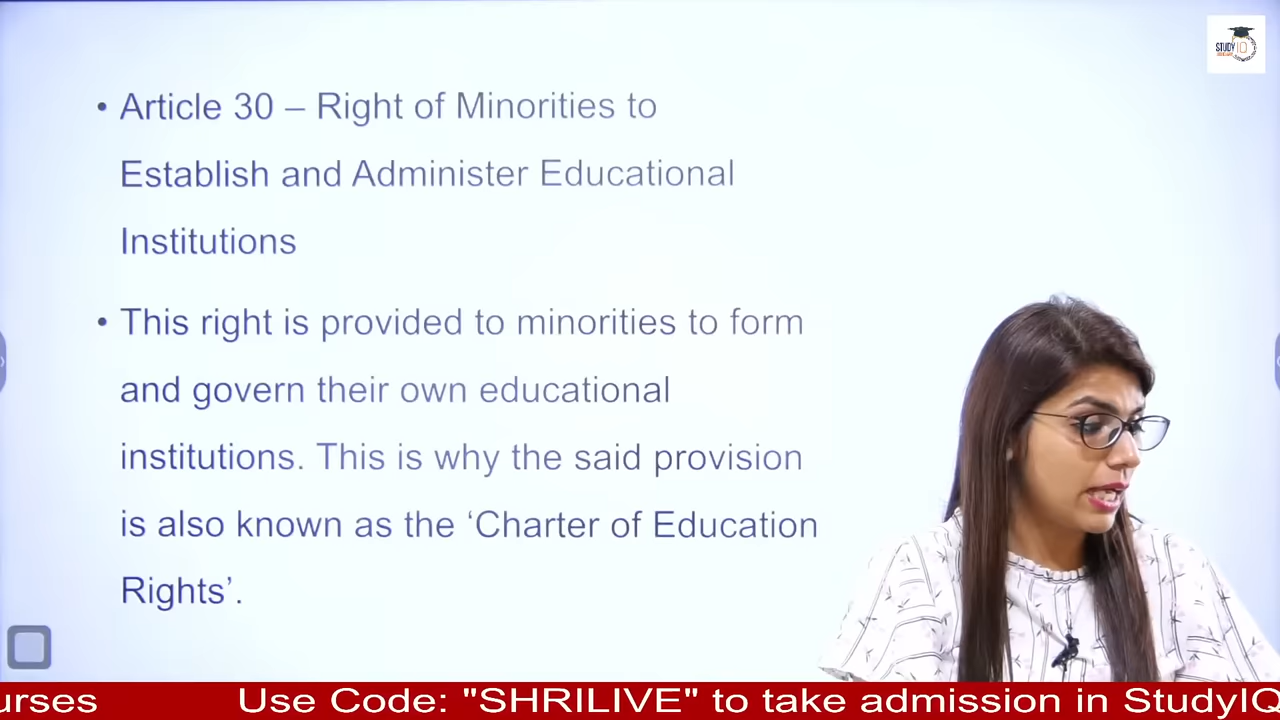 STUDY IQ
• Article 30 – Right of Minorities to
Establish and Administer Educational
Institutions
• This right is provided to minorities to form
and govern their own educational
institutions. This is why the said provision
is also known as the ‘Charter of Education
Rights’.
urses Use Code: "SHRILIVE" to take admission in StudyIQ